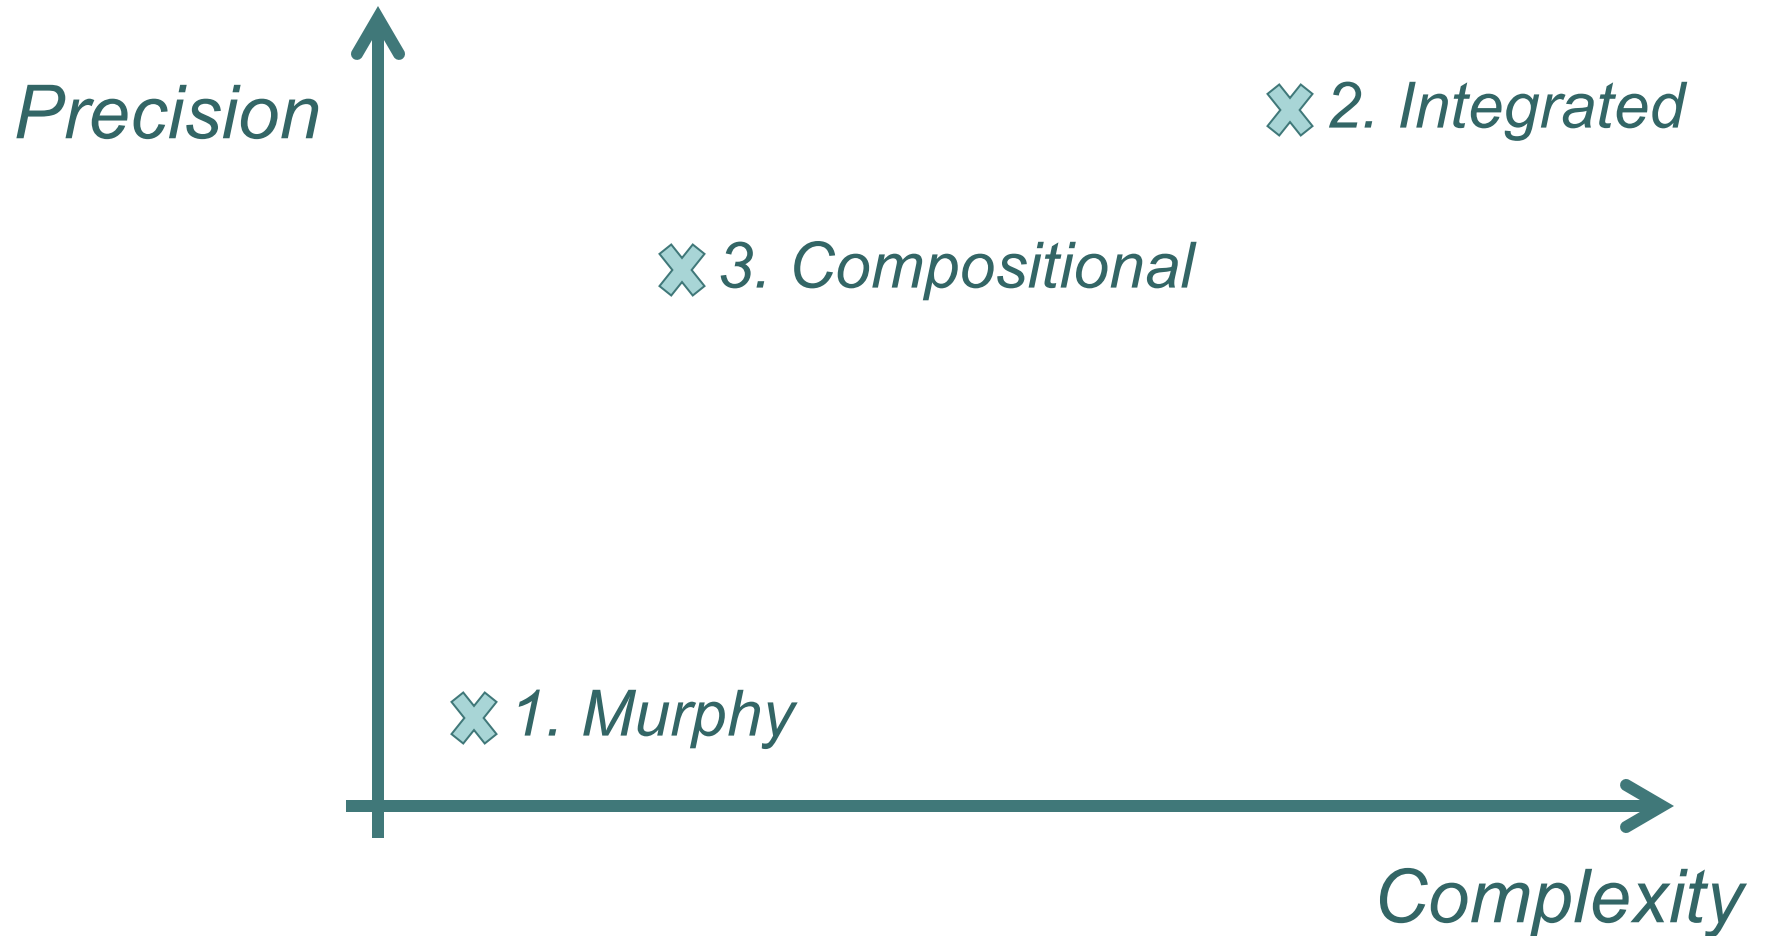 Precision
2. Integrated
3. Compositional
1. Murphy
Complexity